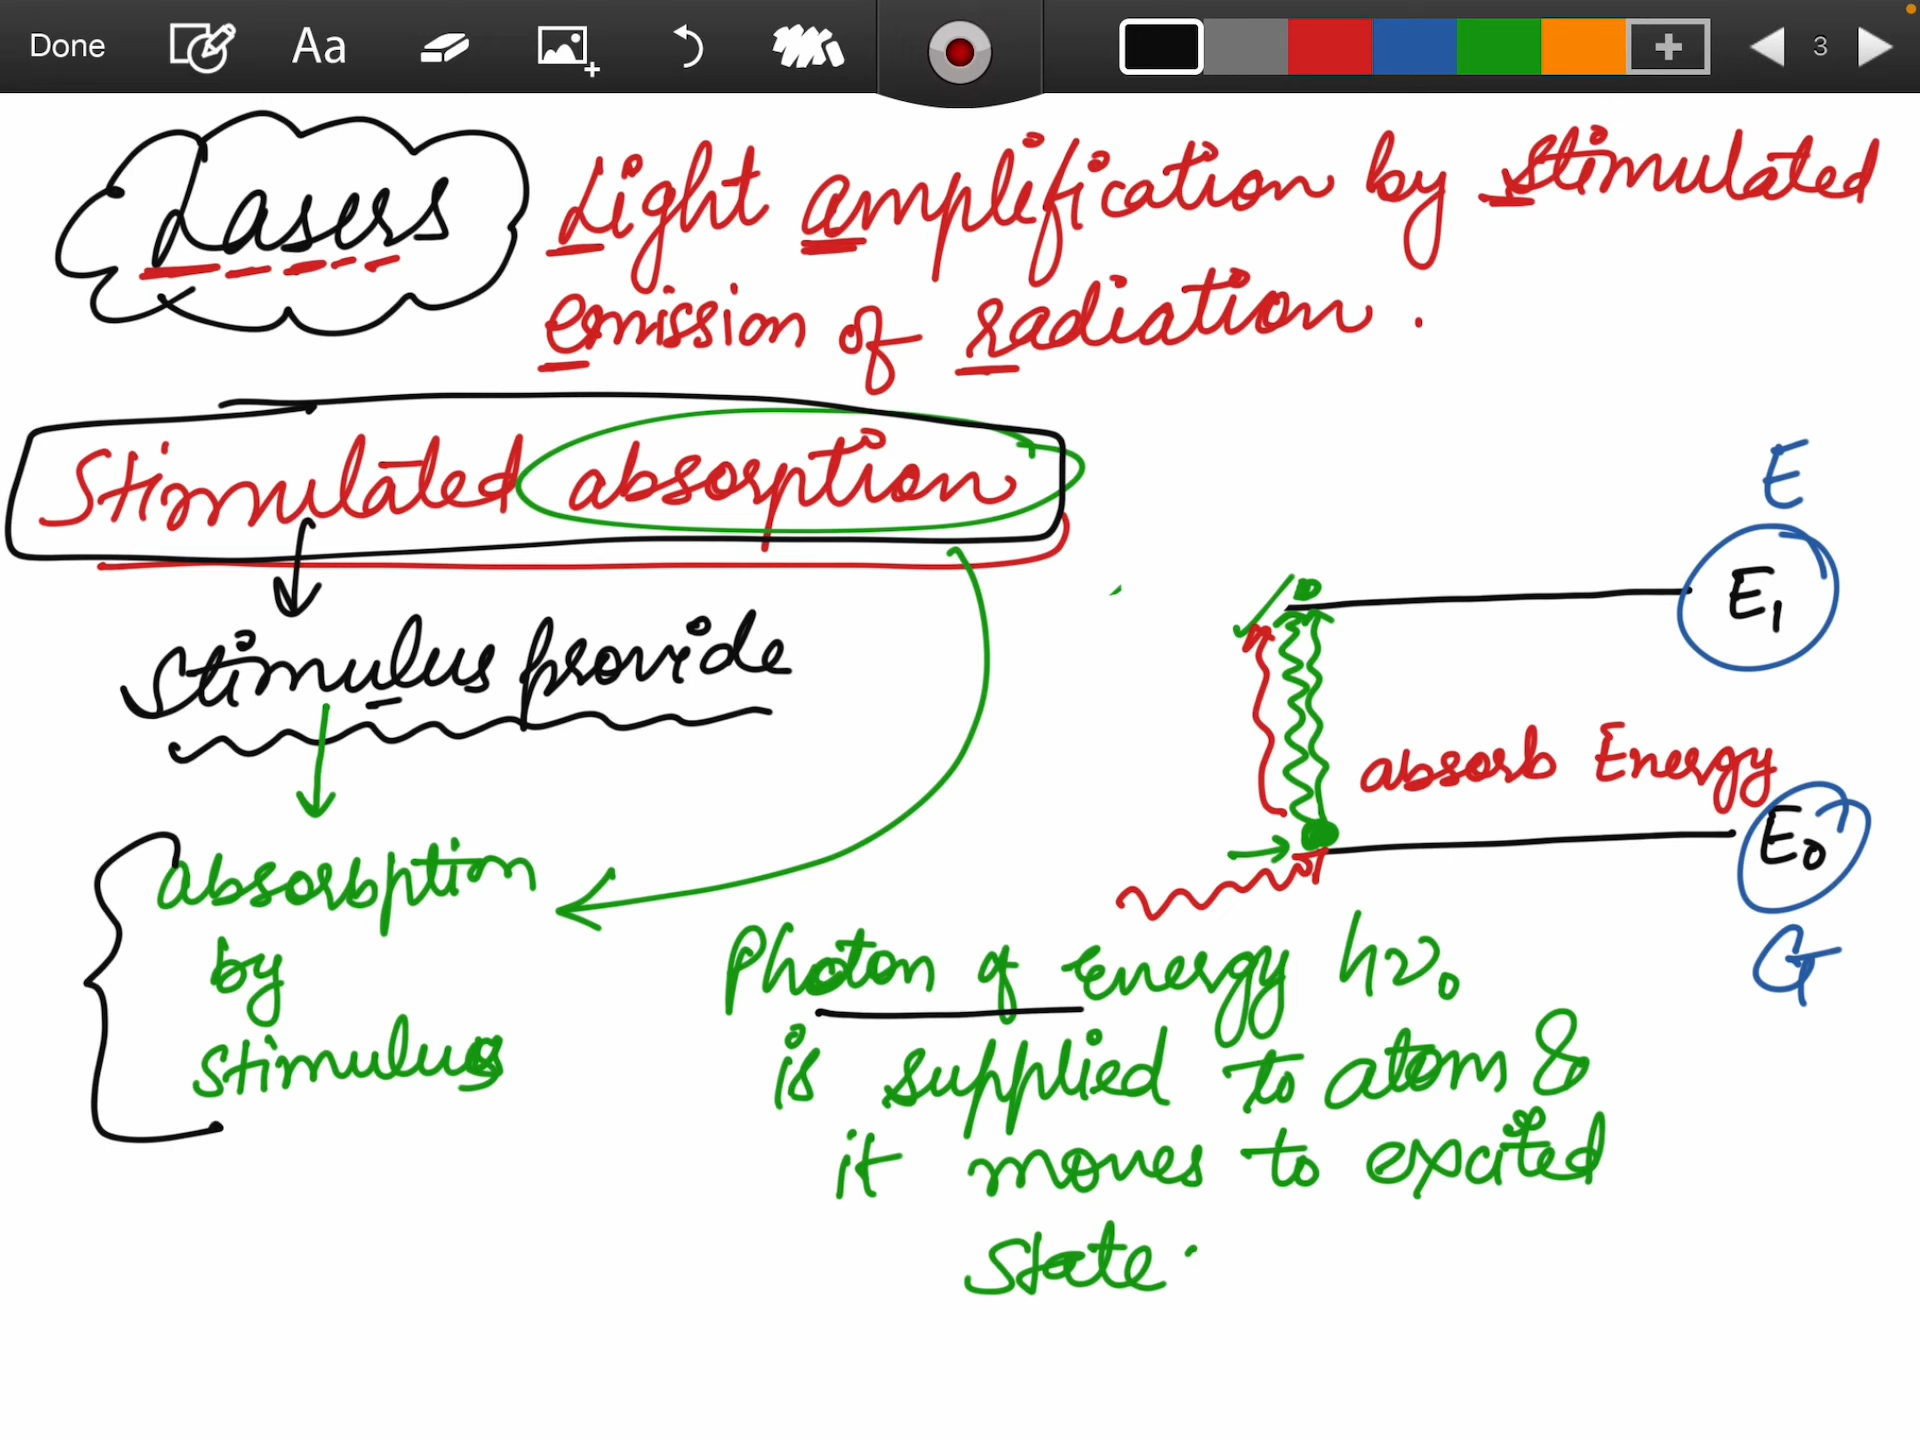 Done
Aa
3
Lasers
Light amplification by stimulated
emission of radiation.
Stimulated absorption
stimulus provide
absorbption
by
stimulus
E
E1
absorb Energy
E0
G
Photon of energy hν0
is supplied to atom &
it moves to excited
state.